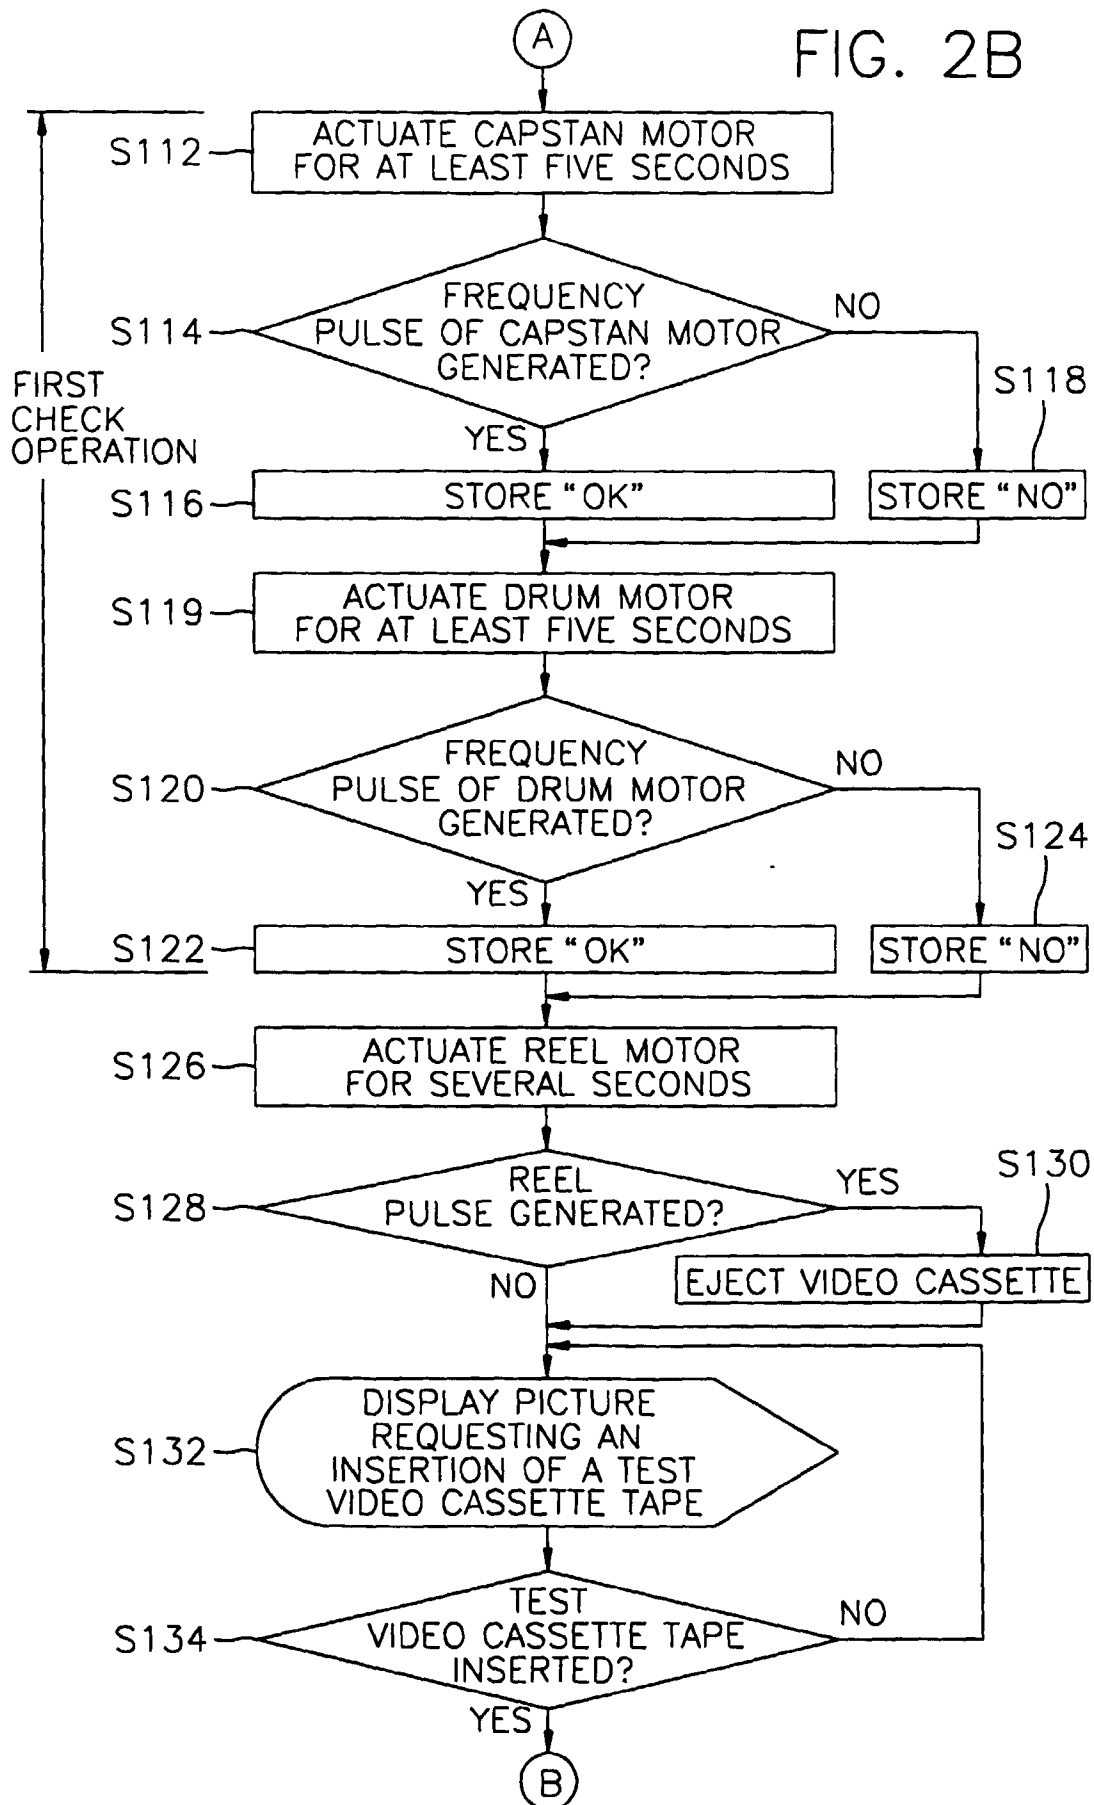 A
FIG. 2B
S112
ACTUATE CAPSTAN MOTOR
FOR AT LEAST FIVE SECONDS
S114
FREQUENCY
PULSE OF CAPSTAN MOTOR
GENERATED?
NO
YES
FIRST
CHECK
OPERATION
S118
S116
STORE "OK"
STORE "NO"
S119
ACTUATE DRUM MOTOR
FOR AT LEAST FIVE SECONDS
S120
FREQUENCY
PULSE OF DRUM MOTOR
GENERATED?
NO
YES
S124
S122
STORE "OK"
STORE "NO"
S126
ACTUATE REEL MOTOR
FOR SEVERAL SECONDS
S128
REEL
PULSE GENERATED?
YES
NO
S130
EJECT VIDEO CASSETTE
S132
DISPLAY PICTURE
REQUESTING AN
INSERTION OF A TEST
VIDEO CASSETTE TAPE
S134
TEST
VIDEO CASSETTE TAPE
INSERTED?
NO
YES
B